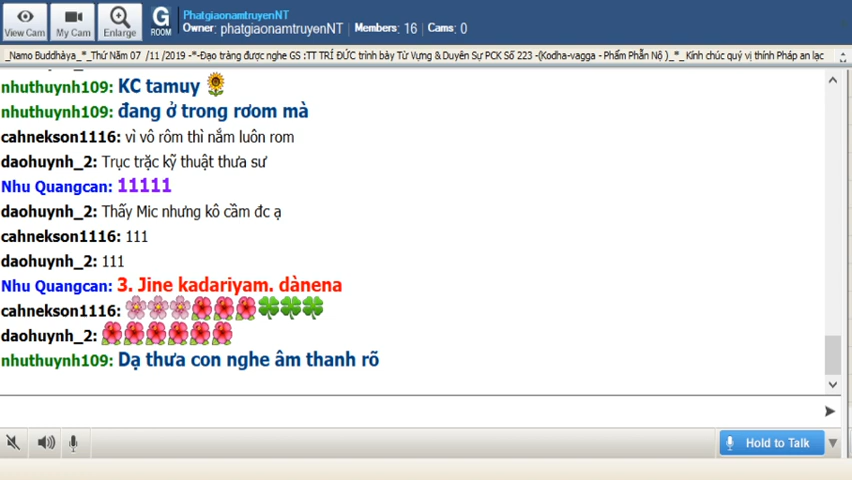 PhatgiaonamtruyenNT
Owner: phatgiaonamtruyenNT Members: 16 Cams: 0
View Cam My Cam Enlarge G ROOM
_Namo Buddhàya_*_Thứ Năm 07 /11 /2019 -*-Đạo tràng được nghe GS :TT TRÍ ĐỨC trình bày Từ Vựng & Duyên Sự PCK Số 223 -(Kodha-vagga - Phẩm Phẫn Nộ )_*_ Kính chúc quý vị thính Pháp an lạc
nhuthuynh109: KC tamuy
nhuthuynh109: đang ở trong rơom mà
cahnekson1116: vì vô rôm thì nắm luôn rom
daohuynh_2: Trục trặc kỹ thuật thưa sư
Nhu Quangcan: 11111
daohuynh_2: Thấy Mic nhưng kô cầm đc ạ
cahnekson1116: 111
daohuynh_2: 111
Nhu Quangcan: 3. Jine kadariyam. dànena
cahnekson1116:
daohuynh_2:
nhuthuynh109: Dạ thưa con nghe âm thanh rõ
Hold to Talk